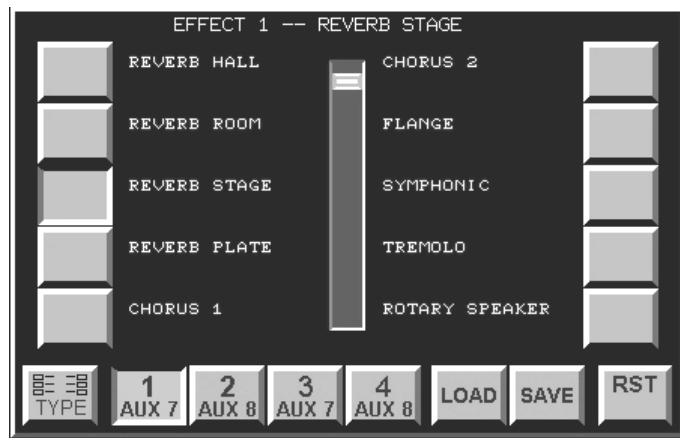 EFFECT 1 -- REVERB STAGE
REVERB HALL
REVERB ROOM
REVERB STAGE
REVERB PLATE
CHORUS 1
CHORUS 2
FLANGE
SYMPHONIC
TREMOLO
ROTARY SPEAKER
TYPE
1
AUX 7
2
AUX 8
3
AUX 7
4
AUX 8
LOAD
SAVE
RST